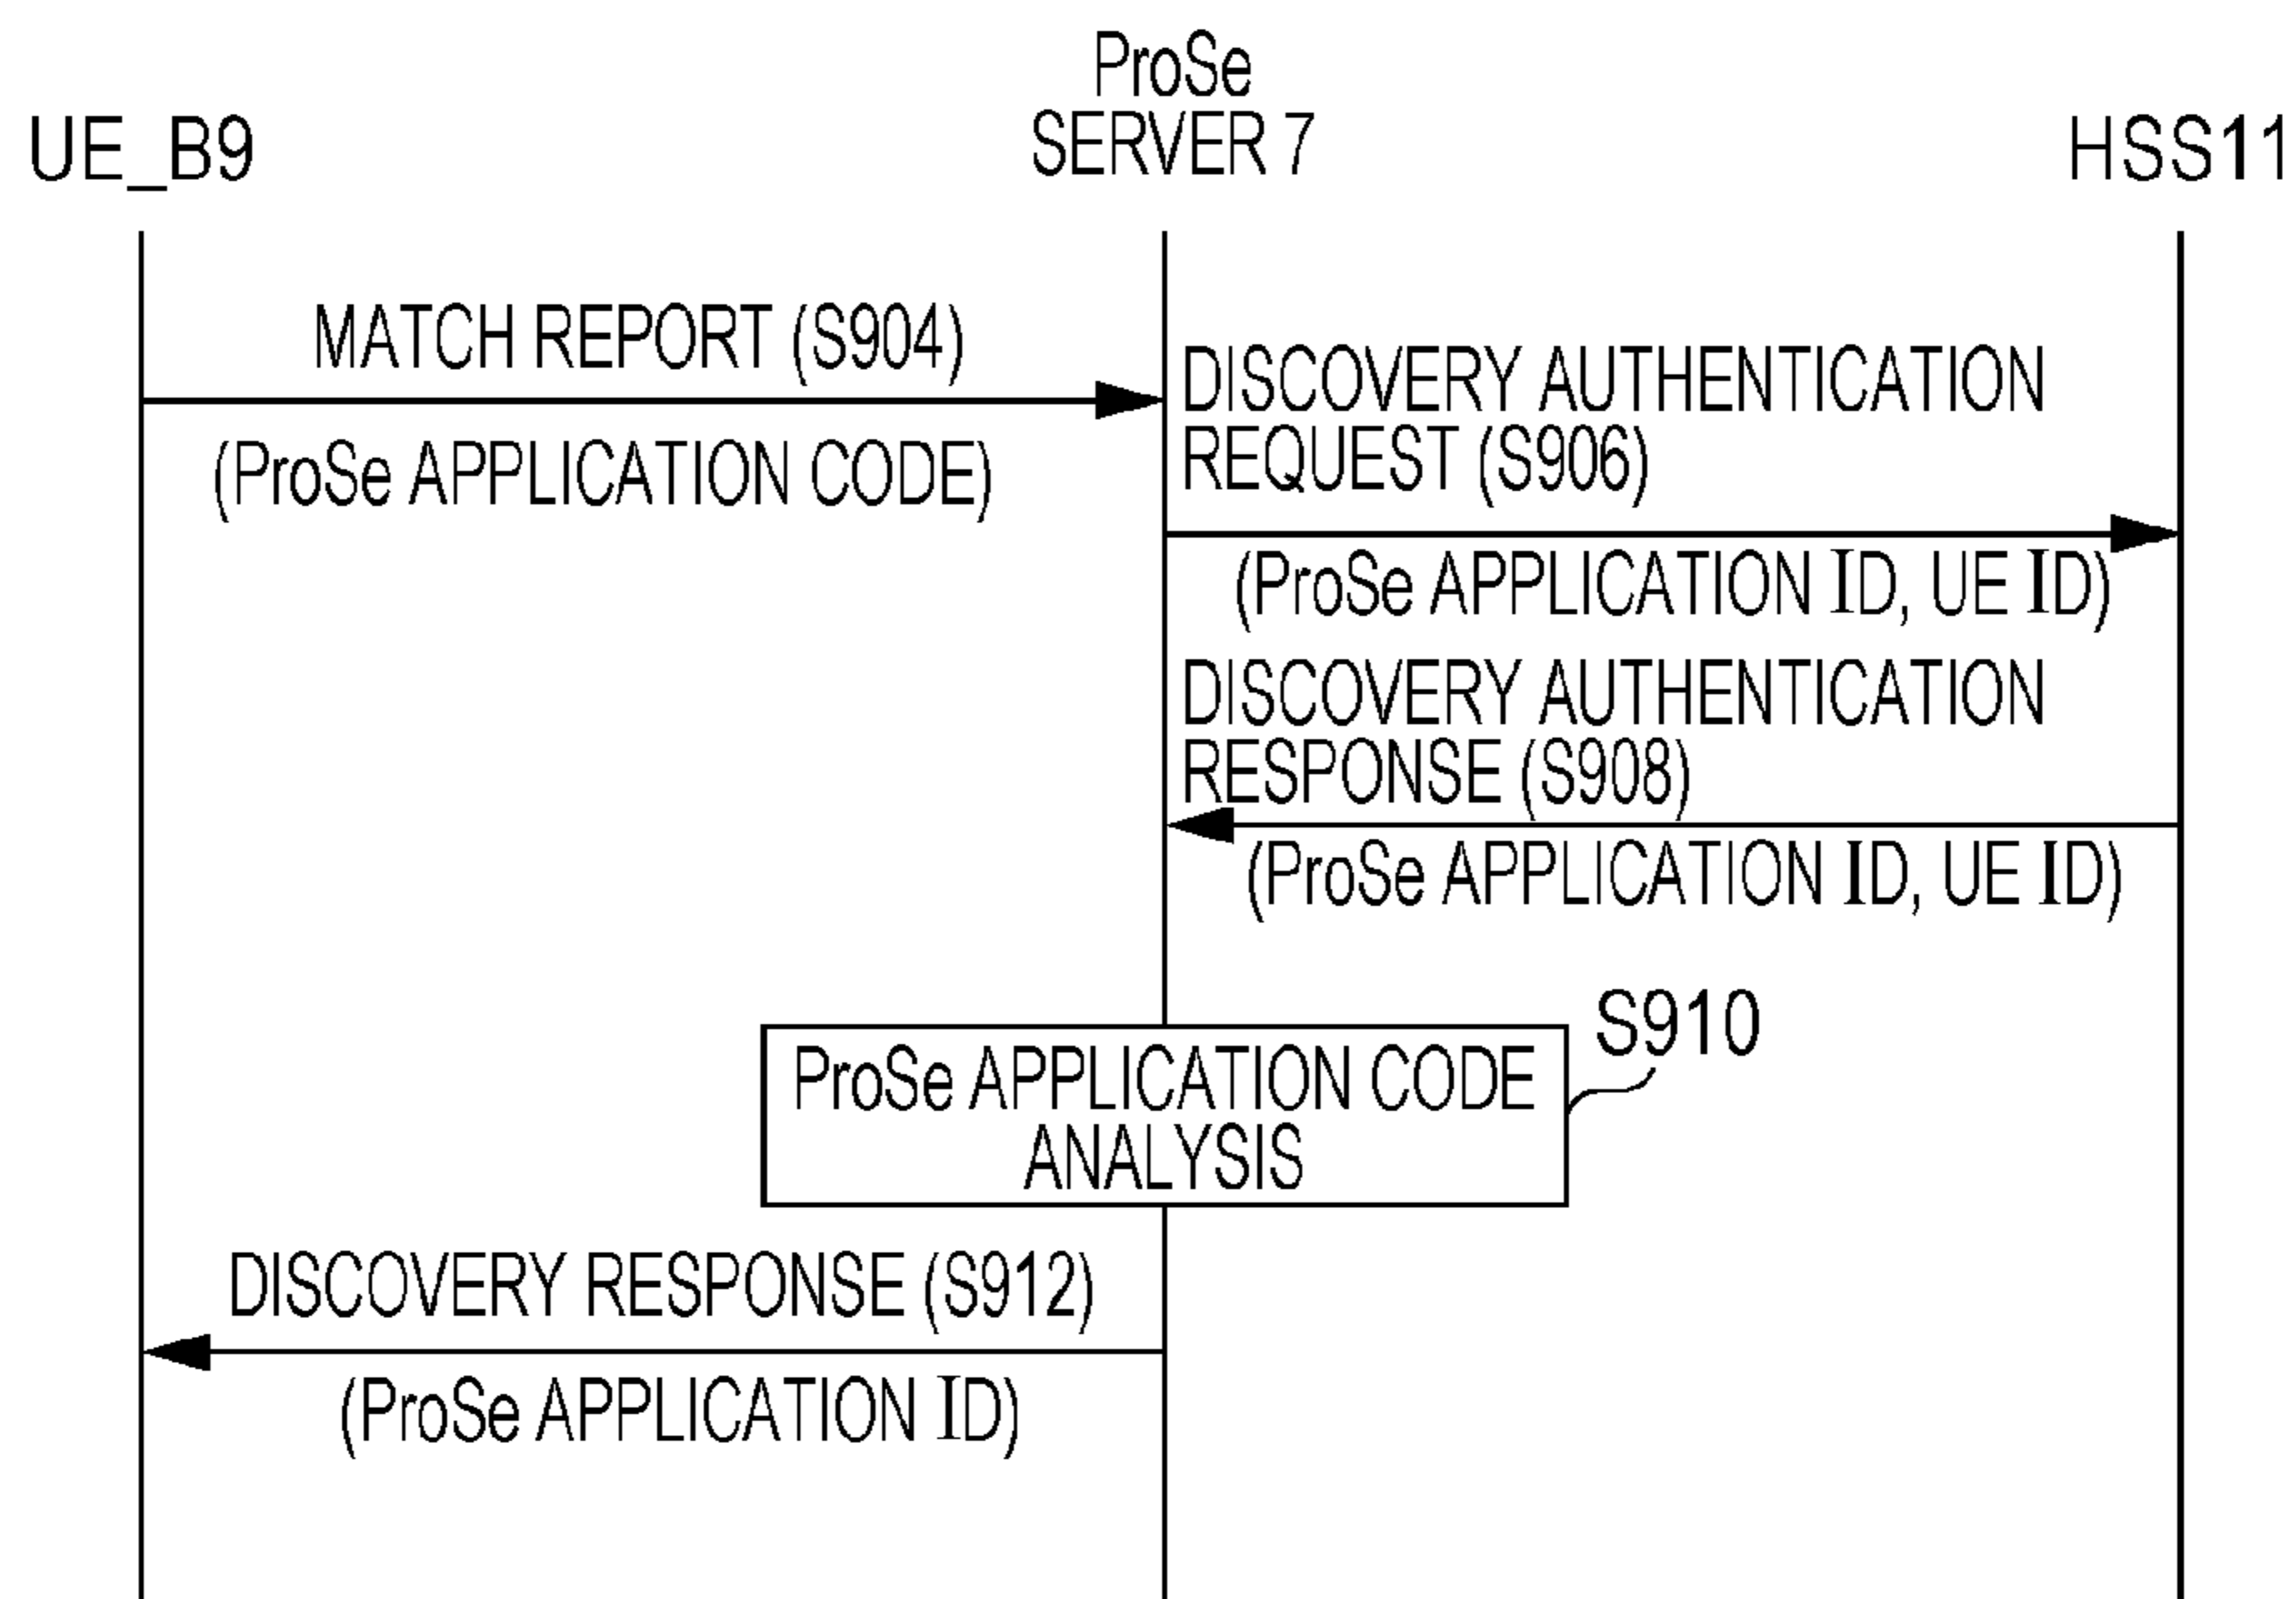 UE_B9
ProSe
SERVER 7
HSS11
MATCH REPORT (S904)
(ProSe APPLICATION CODE)
DISCOVERY AUTHENTICATION
REQUEST (S906)
(ProSe APPLICATION ID, UE ID)
DISCOVERY AUTHENTICATION
RESPONSE (S908)
(ProSe APPLICATION ID, UE ID)
S910
ProSe APPLICATION CODE
ANALYSIS
DISCOVERY RESPONSE (S912)
(ProSe APPLICATION ID)